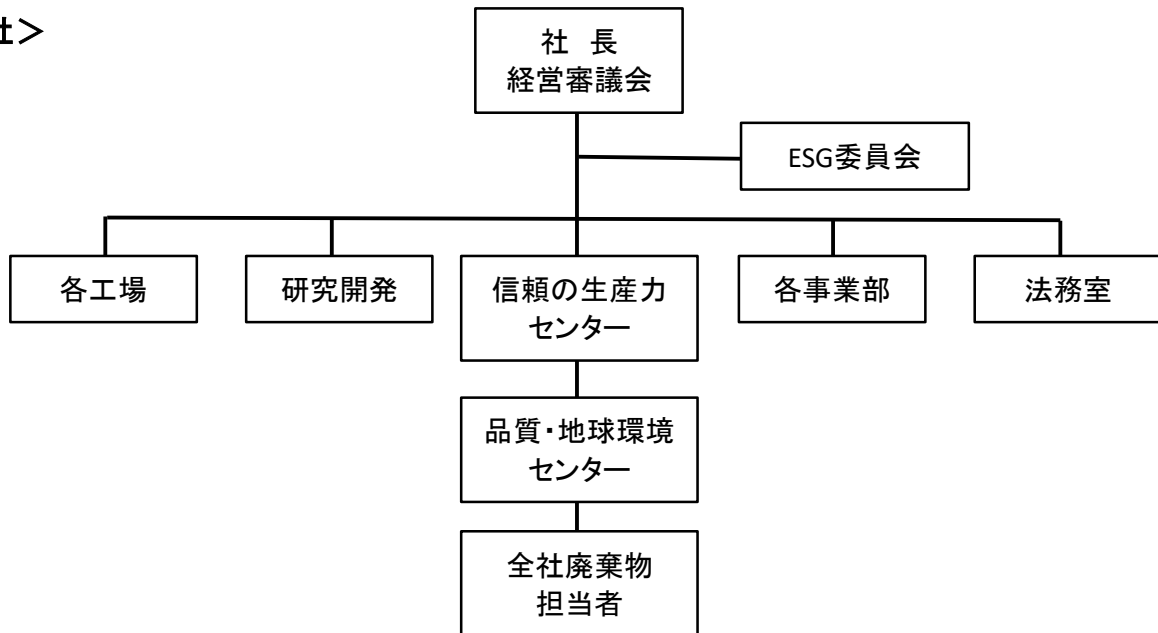 社＞
社　長
経営審議会
ESG委員会
各工場
研究開発
信頼の生産力
センター
各事業部
法務室
品質・地球環境
センター
全社廃棄物
担当者